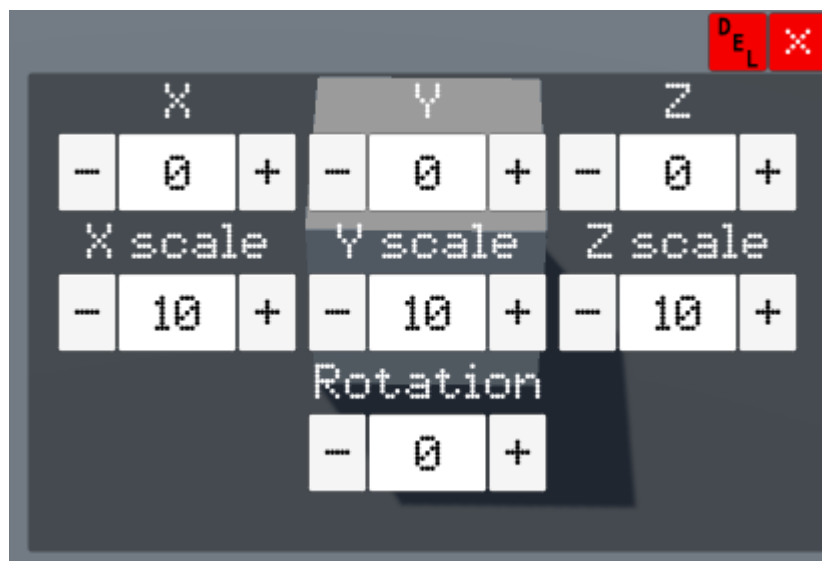 DEL ×
X Y Z
- 0 + - 0 + - 0 +
X scale Y scale Z scale
- 10 + - 10 + - 10 +
Rotation
- 0 +